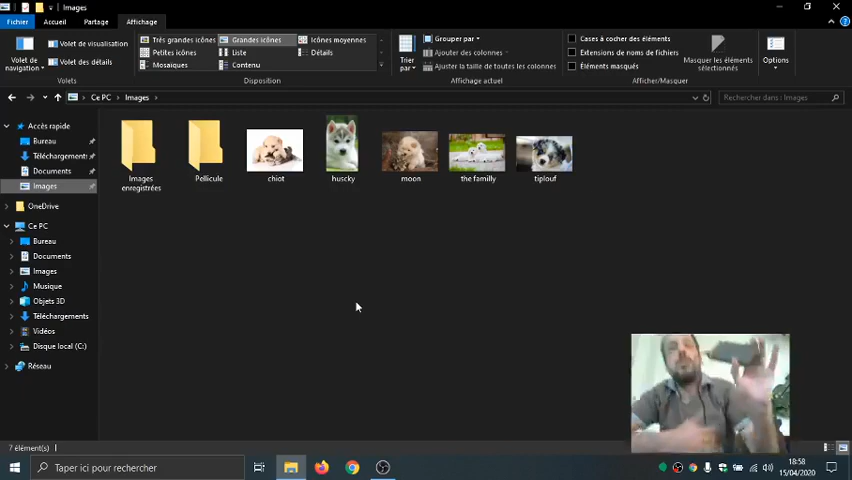 Images
Fichier Accueil Partage Affichage
Volet de navigation
Volet de visualisation
Volet des détails
Volets
Très grandes icônes Grandes icônes Icônes moyennes
Petites icônes Liste Détails
Mosaïques Contenu
Disposition
Trier par
Grouper par
Ajouter des colonnes
Ajuster la taille de toutes les colonnes
Affichage actuel
Cases à cocher des éléments
Extensions de noms de fichiers
Éléments masqués
Masquer les éléments sélectionnés
Afficher/Masquer
Options
Ce PC > Images >
Rechercher dans : Images
Accès rapide
Bureau
Téléchargement:
Documents
Images
OneDrive
Ce PC
Bureau
Documents
Images
Musique
Objets 3D
Téléchargements
Vidéos
Disque local (C:)
Réseau
Images enregistrées
Pellicule
chiot
huscky
moon
the familly
tiplouf
7 élément(s)
Taper ici pour rechercher
18:58
15/04/2020